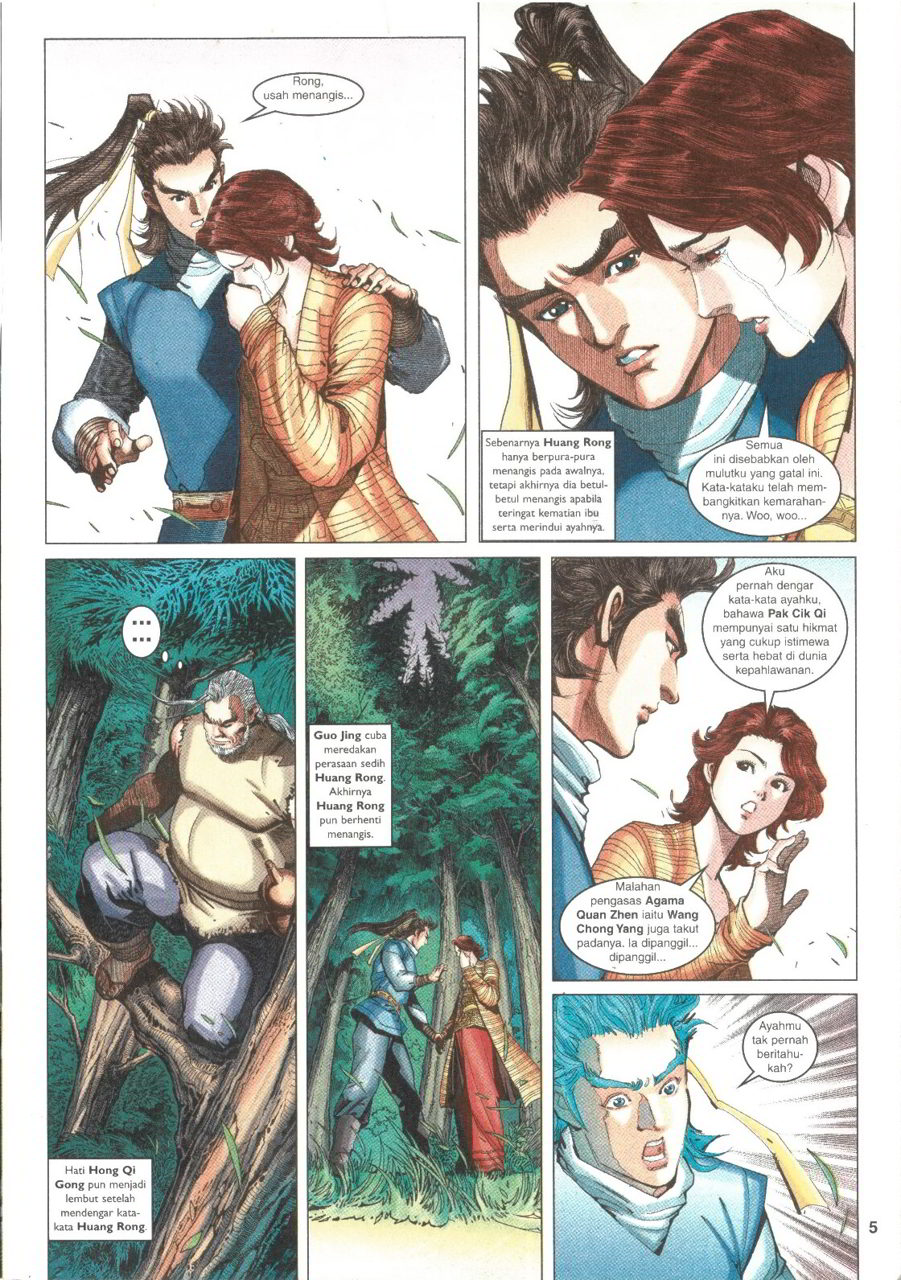 Rong,
usah menangis...
Sebenarnya Huang Rong
hanya berpura-pura
menangis pada awalnya,
tetapi akhirnya dia betul-
betul menangis apabila
teringat kematian ibu
serta merindui ayahnya.
Semua
ini disebabkan oleh
mulutku yang gatal ini.
Kata-kataku telah mem-
bangkitkan kemarahan-
nya. Woo, woo...
...
...
Hati Hong Qi
Gong pun menjadi
lembut setelah
mendengar kata-
kata Huang Rong.
Guo Jing cuba
meredakan
perasaan sedih
Huang Rong.
Akhirnya
Huang Rong
pun berhenti
menangis.
Aku
pernah dengar
kata-kata ayahku,
bahawa Pak Cik Qi
mempunyai satu hikmat
yang cukup istimewa
serta hebat di dunia
kepahlawanan.
Malahan
pengasas Agama
Quan Zhen iaitu Wang
Chong Yang juga takut
padanya. Ia dipanggil...
dipanggil...
Ayahmu
tak pernah
beritahu-
kah?
5